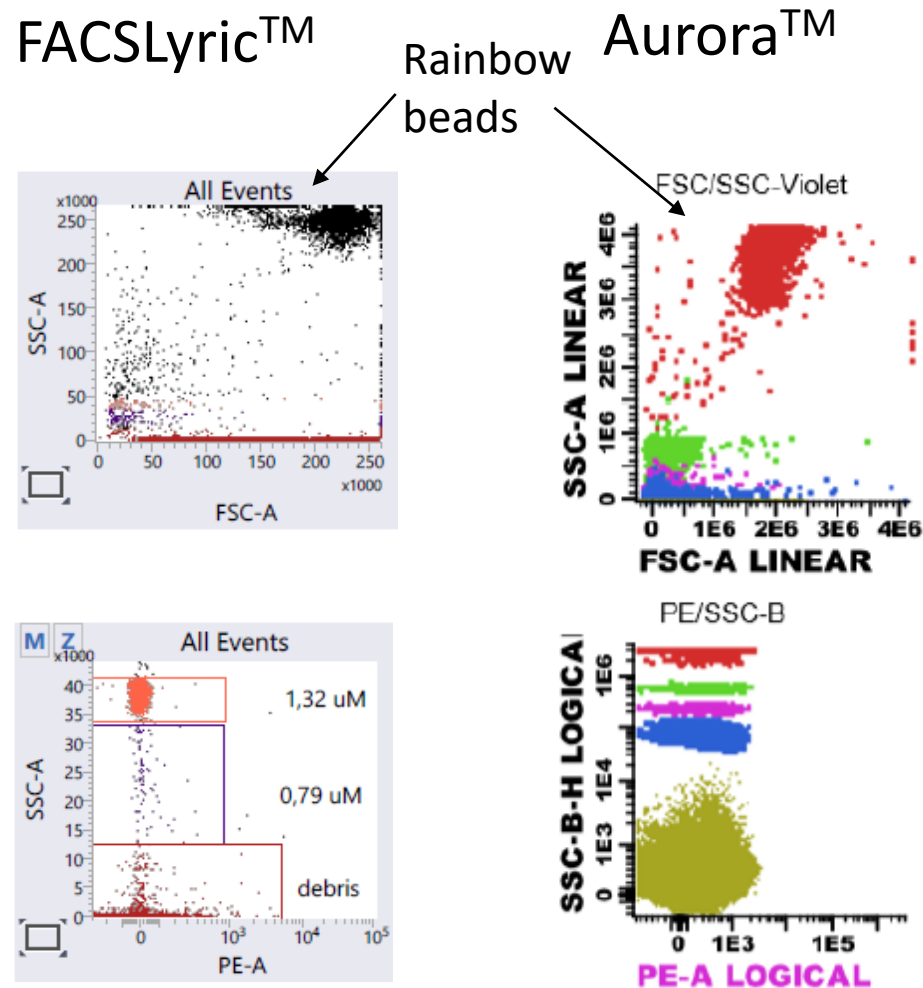 FACSLyric™
Aurora™
Rainbow
beads
All Events
x1000
250
200
150
100
50
0
SSC-A
0 50 100 150 200 250
x1000
FSC-A
FSC/SSC-Violet
4E6
3E6
2E6
1E6
0
SSC-A LINEAR
0 1E6 2E6 3E6 4E6
FSC-A LINEAR
M Z
All Events
x1000
40
35
30
25
20
15
10
5
0
SSC-A
1,32 uM
0,79 uM
debris
0 10³ 10⁴ 10⁵
PE-A
PE/SSC-B
1E6
1E4
1E3
0
SSC-B-H LOGICAL
0 1E3 1E5
PE-A LOGICAL